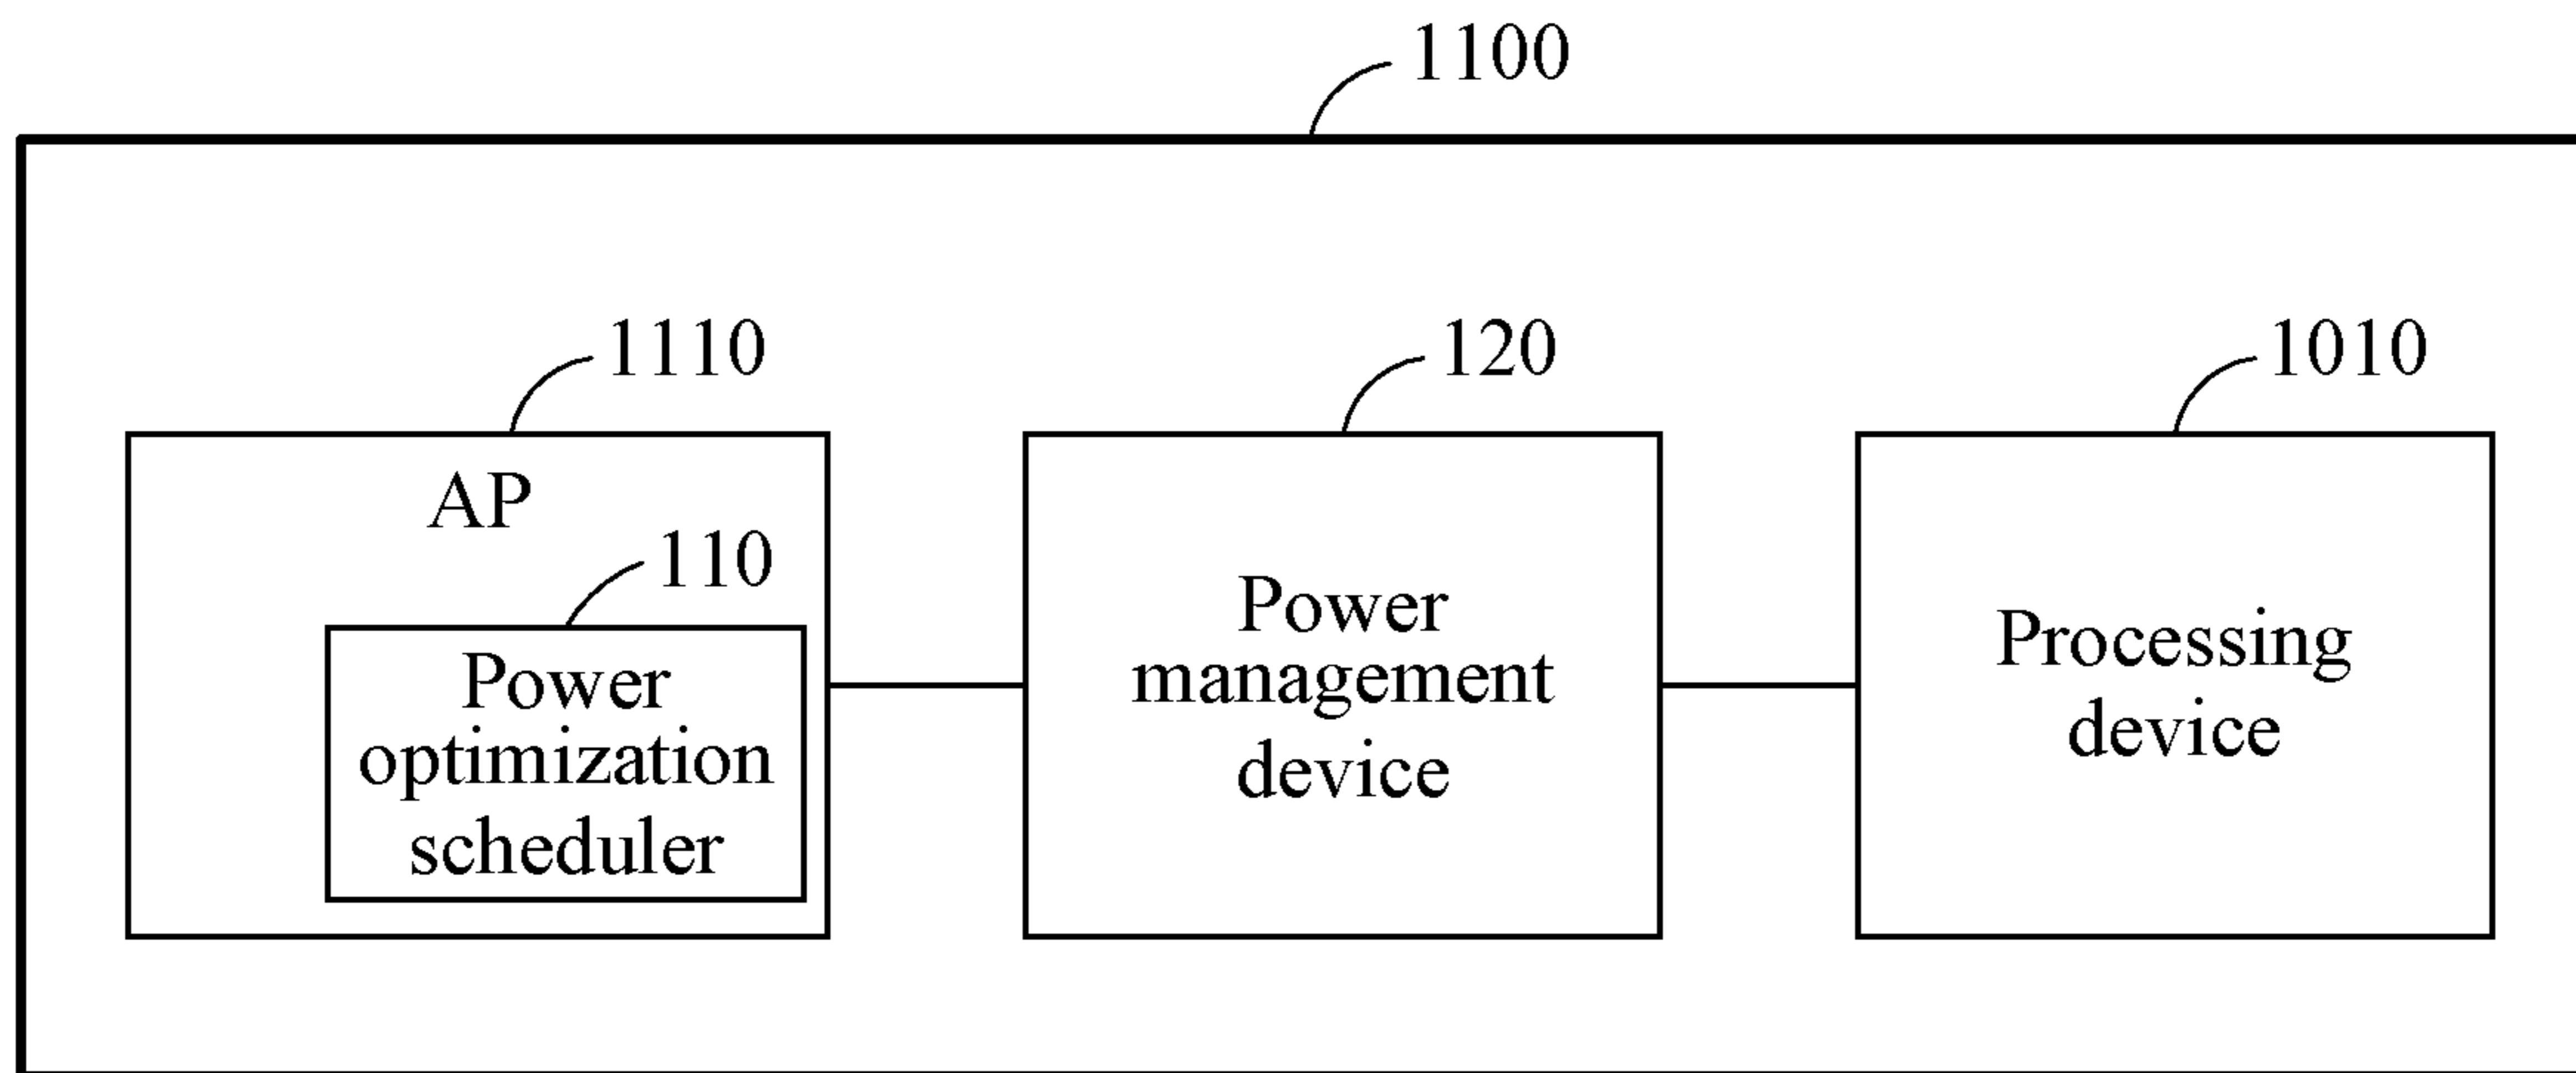 1100
1110
120
1010
AP
110
Power
optimization
scheduler
Power
management
device
Processing
device